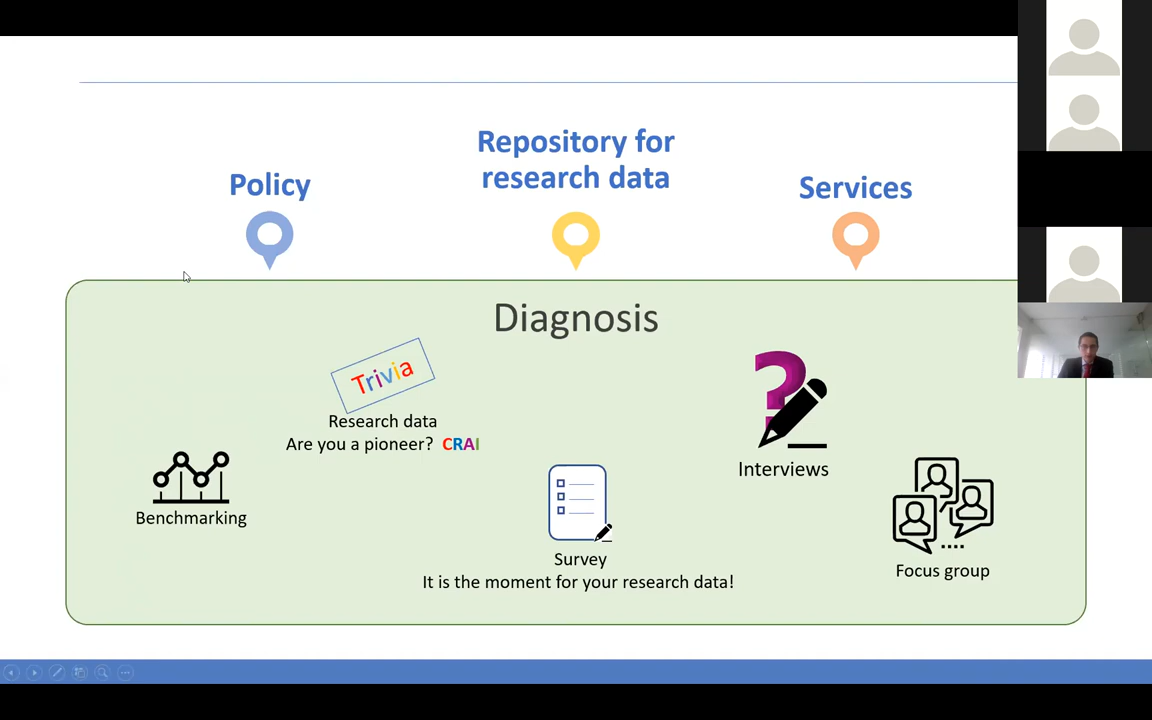 Policy
Repository for
research data
Services
Diagnosis
Trivia
Research data
Are you a pioneer? CRAI
Benchmarking
Survey
It is the moment for your research data!
Interviews
Focus group